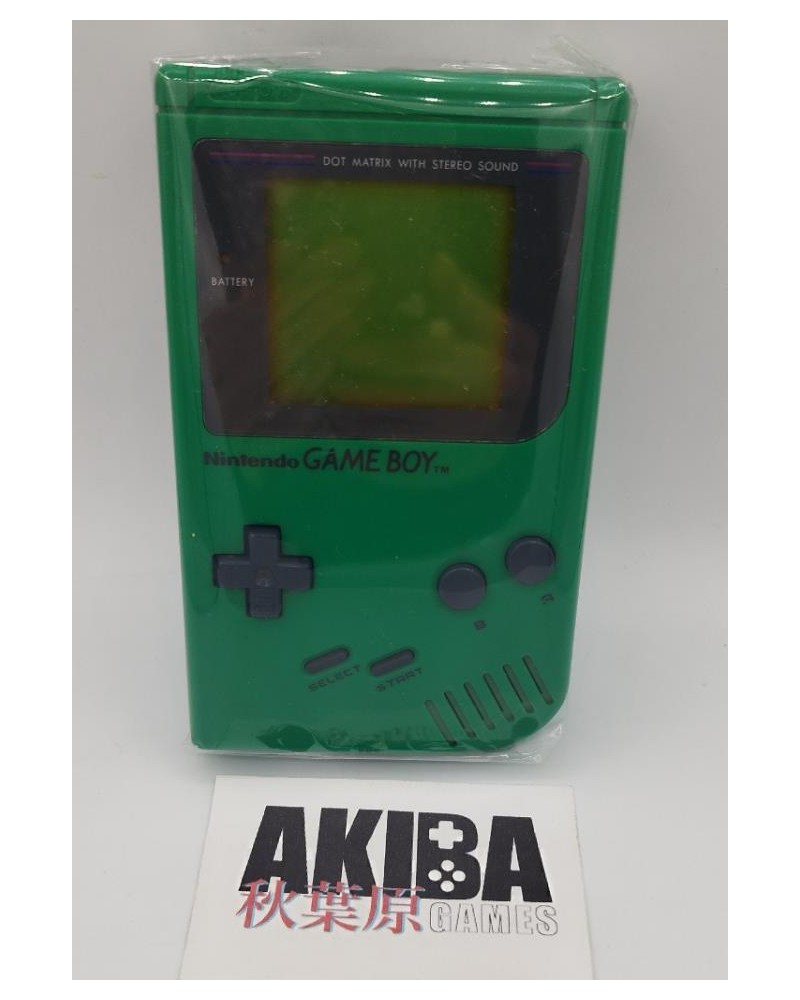 DOT MATRIX WITH STEREO SOUND
BATTERY
Nintendo GAME BOY TM
B A
SELECT START
AKIBA
秋葉原 GAMES